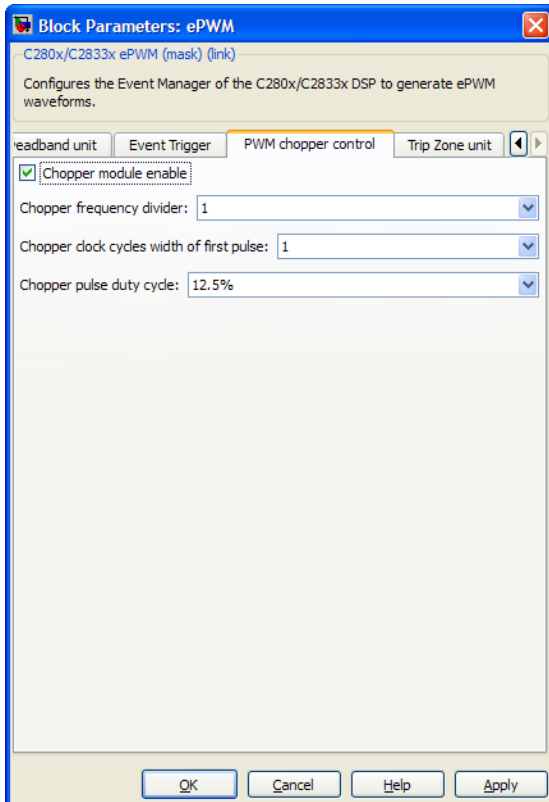 Block Parameters: ePWM
C280x/C2833x ePWM (mask) (link)
Configures the Event Manager of the C280x/C2833x DSP to generate ePWM
waveforms.
eadband unit Event Trigger PWM chopper control Trip Zone unit
Chopper module enable
Chopper frequency divider: 1
Chopper clock cycles width of first pulse: 1
Chopper pulse duty cycle: 12.5%
OK Cancel Help Apply